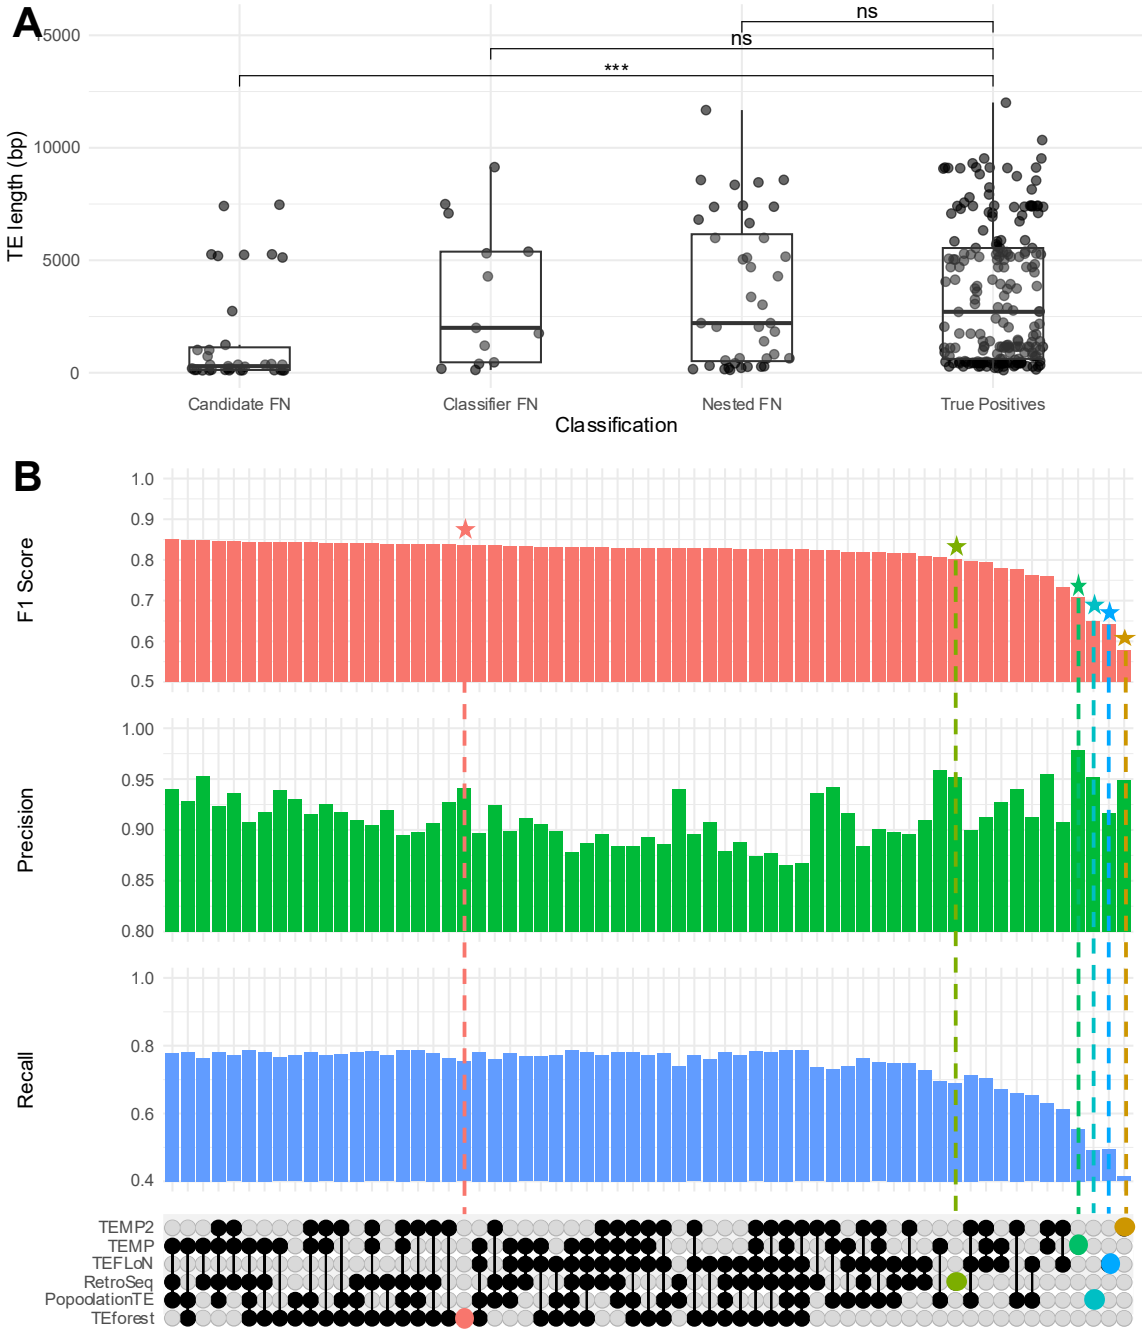 A
15000
ns
ns
***
10000
TE length (bp)
5000
0
Candidate FN
Classifier FN
Nested FN
True Positives
Classification
B
1.0
0.9
0.8
F1 Score
0.7
0.6
0.5
1.00
0.95
Precision
0.90
0.85
0.80
1.0
0.8
Recall
0.6
0.4
TEMP2
TEMP
TEFLoN
RetroSeq
PopoolationTE
TEforest